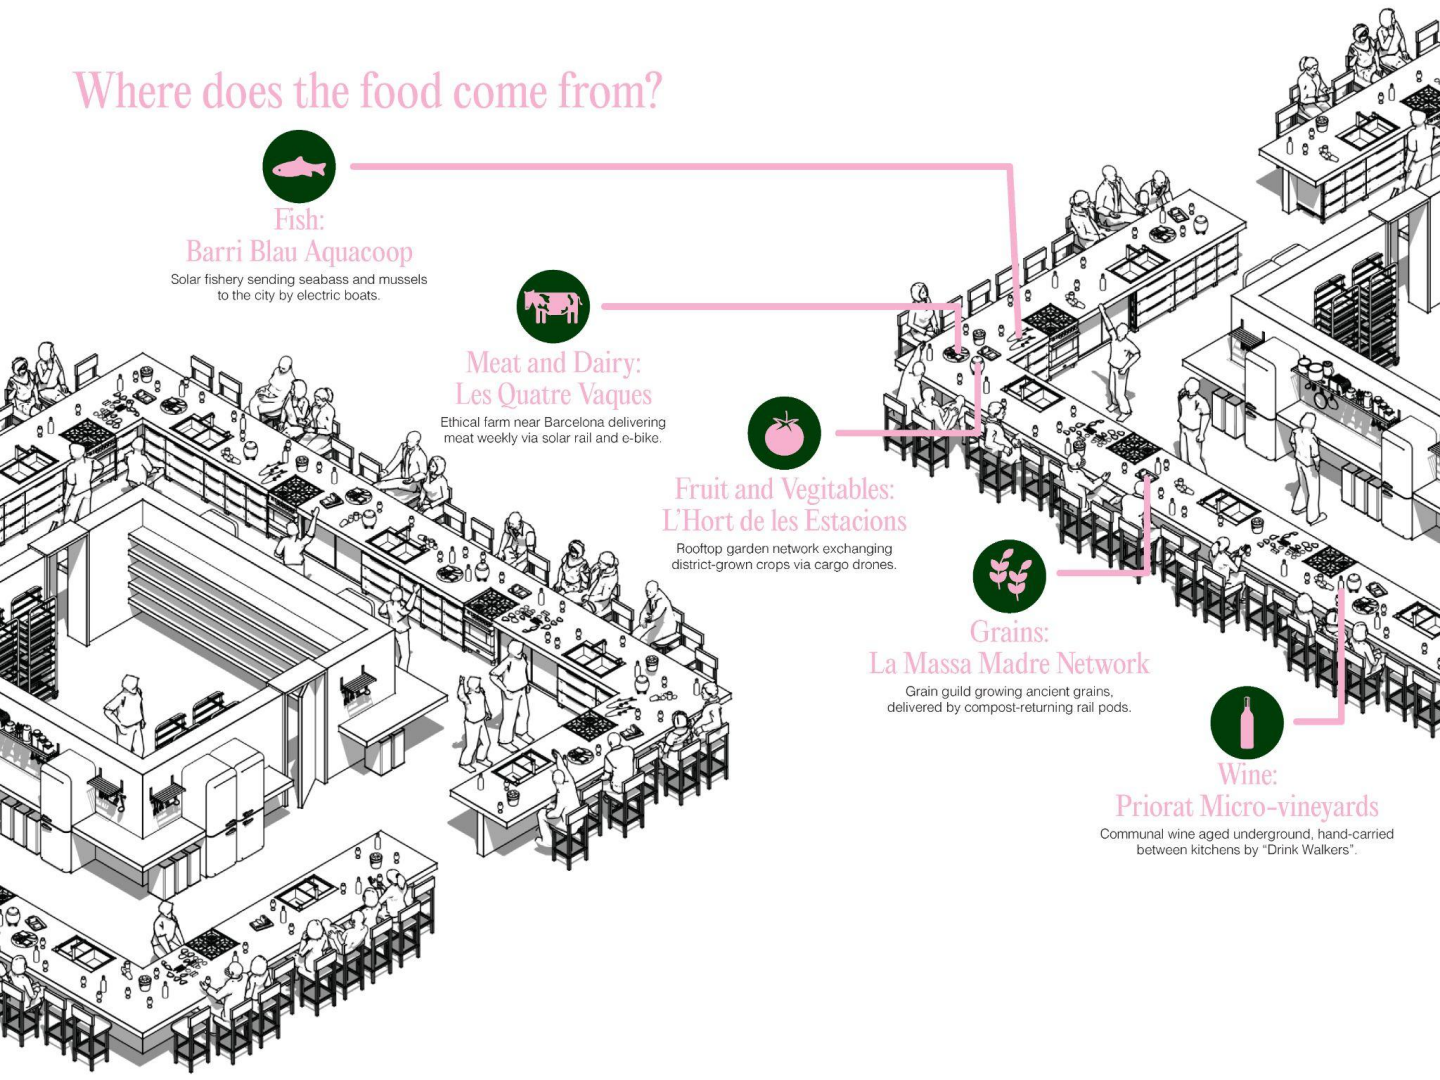 Where does the food come from?
Fish:
Barri Blau Aquacoop
Solar fishery sending seabass and mussels
to the city by electric boats.
Meat and Dairy:
Les Quatre Vaques
Ethical farm near Barcelona delivering
meat weekly via solar rail and e-bike.
Fruit and Vegitables:
L'Hort de les Estacions
Rooftop garden network exchanging
district-grown crops via cargo drones.
Grains:
La Massa Madre Network
Grain guild growing ancient grains,
delivered by compost-returning rail pods.
Wine:
Priorat Micro-vineyards
Communal wine aged underground, hand-carried
between kitchens by “Drink Walkers”.